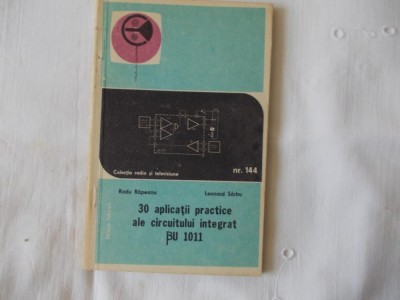 Colecția radio și televiziune
nr. 144
Radu Râpeanu
Leonard Sârbu
30 aplicații practice
ale circuitului integrat
βU 1011